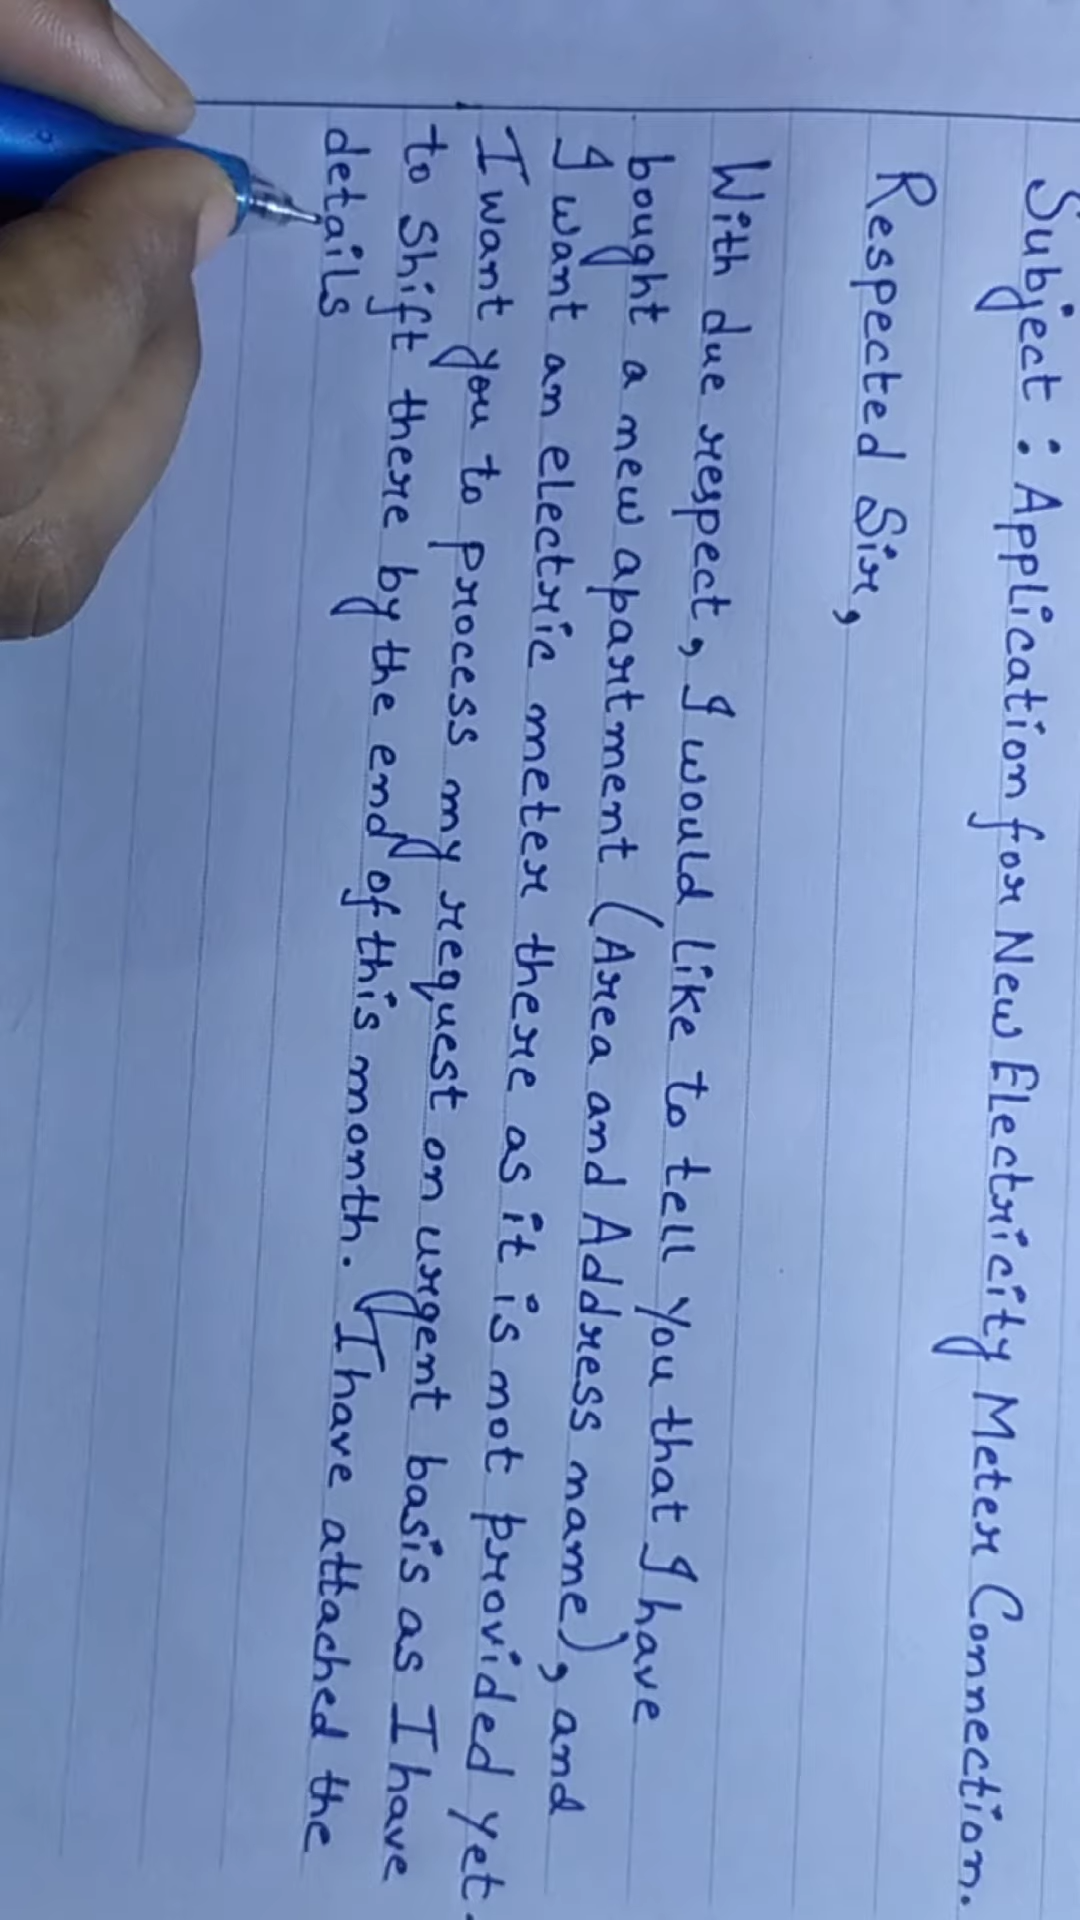 Subject : Application for New Electricity Meter Connection.
Respected Sir,
With due respect, I would like to tell you that I have
bought a new apartment (Area and Address name), and
I want an electric meter there as it is not provided yet.
I want you to process my request on urgent basis as I have
to shift there by the end of this month. I have attached the
details